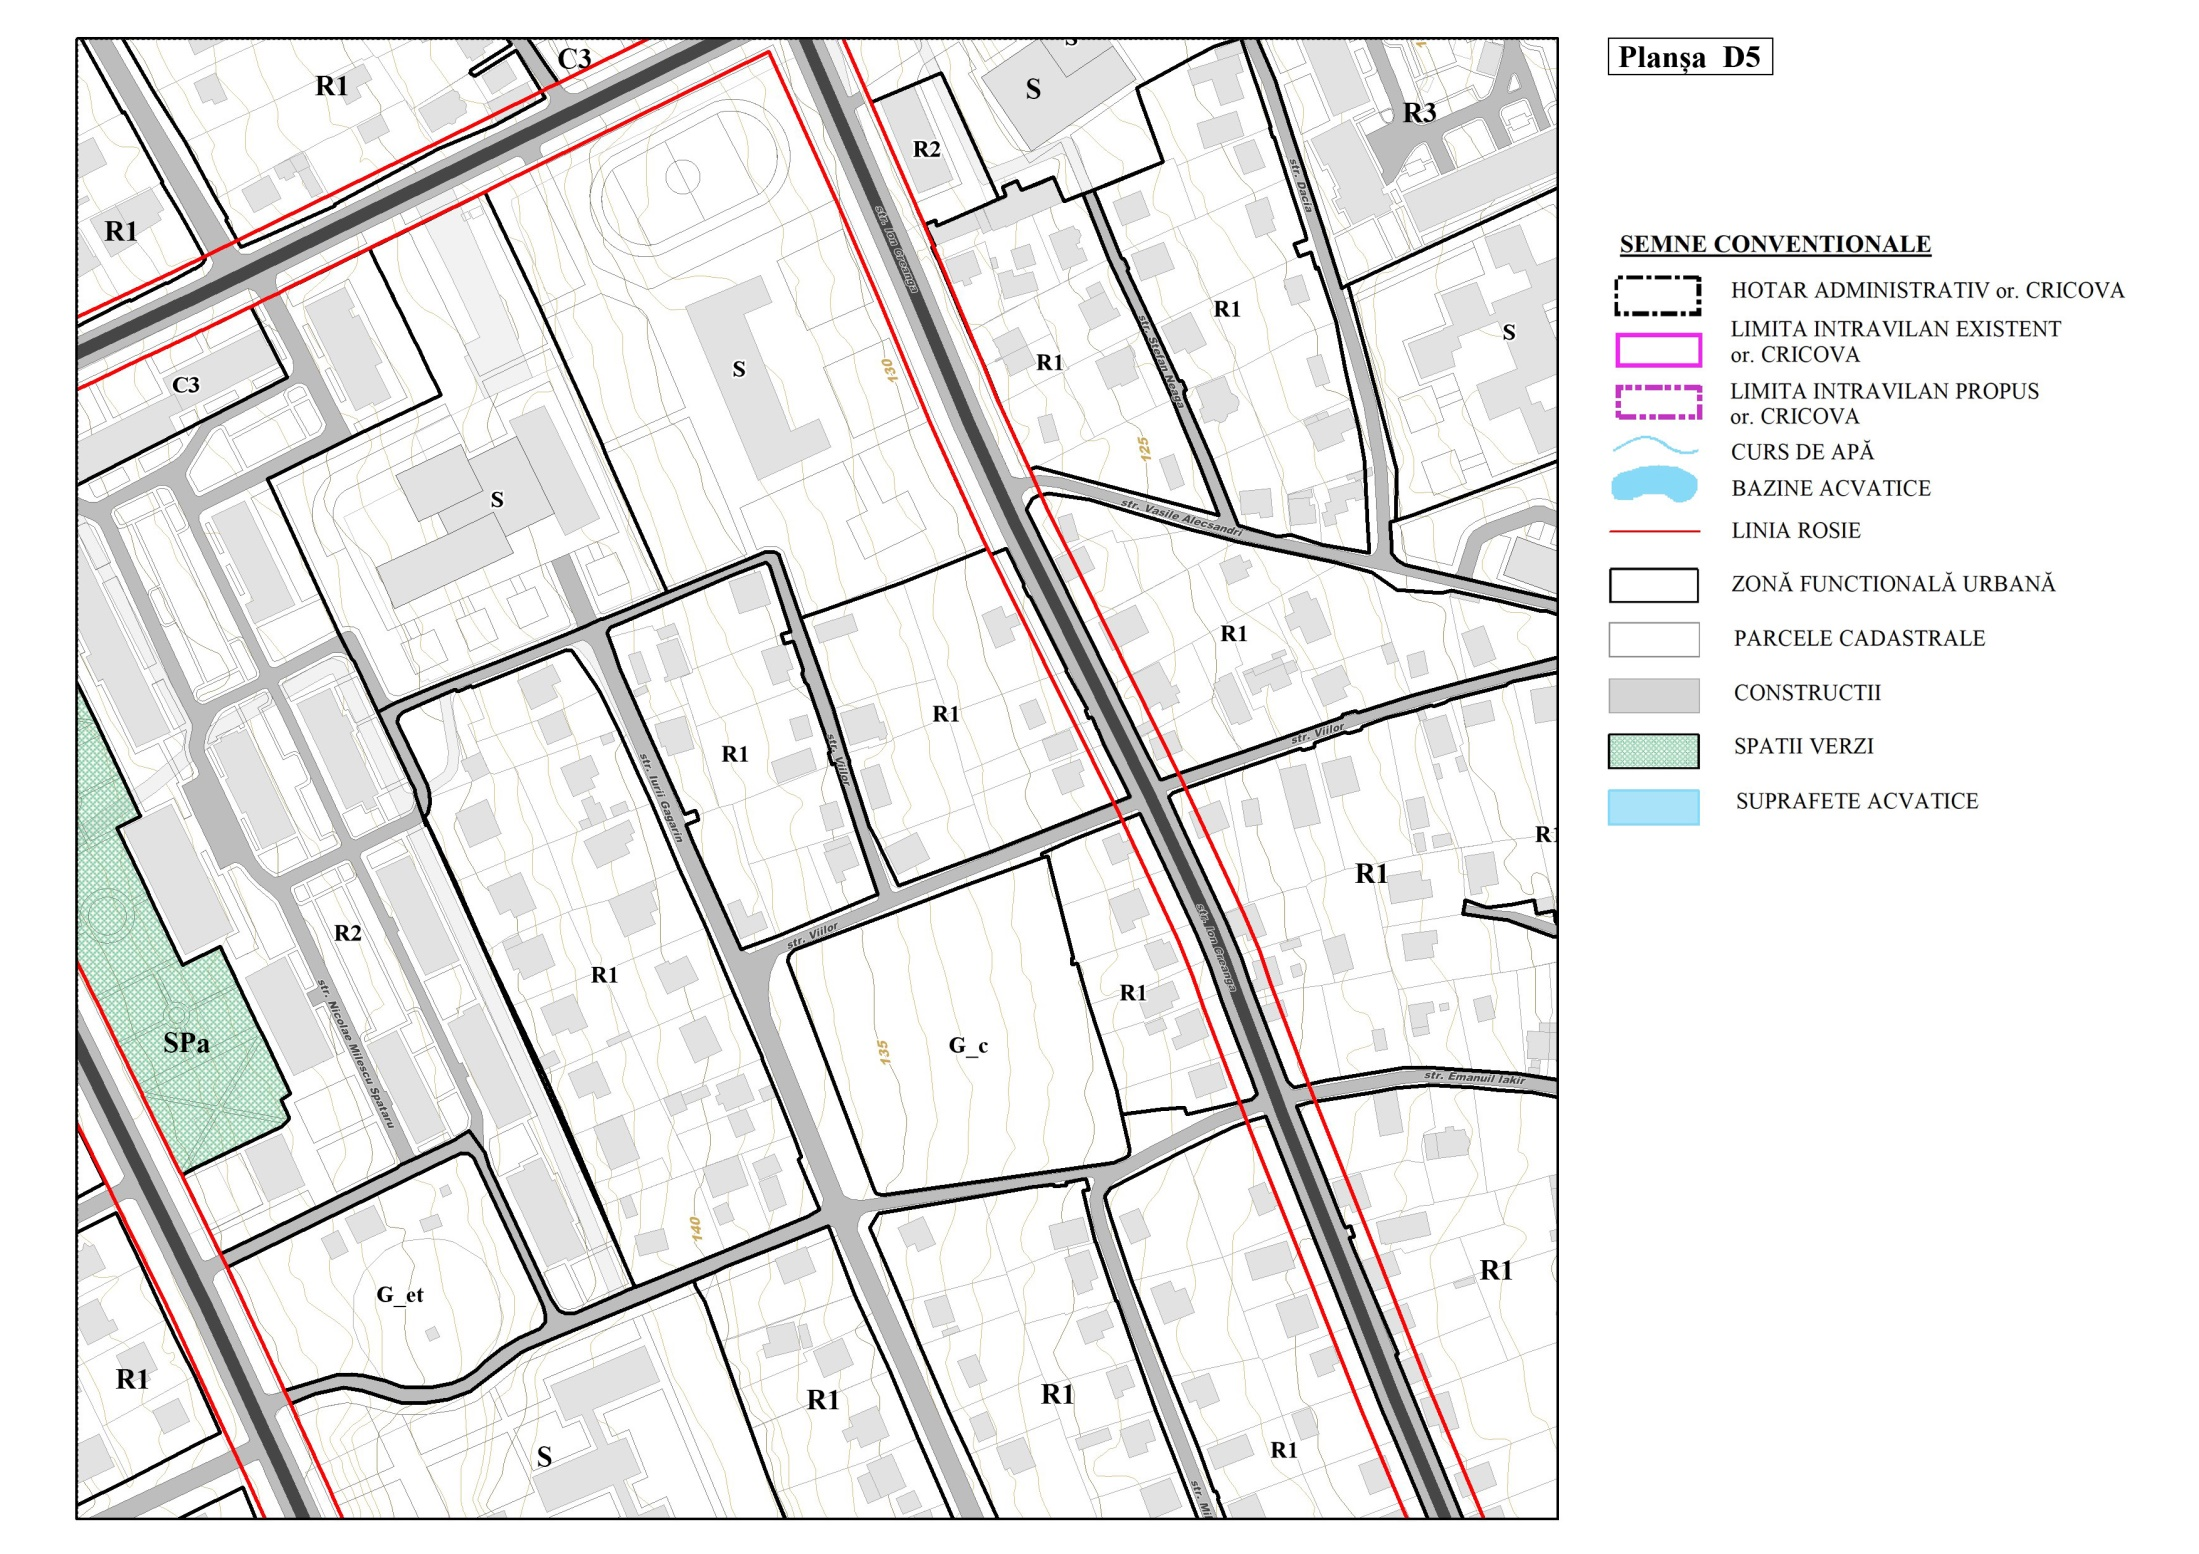 Planșa D5
SEMNE CONVENTIONALE
HOTAR ADMINISTRATIV or. CRICOVA
LIMITA INTRAVILAN EXISTENT
or. CRICOVA
LIMITA INTRAVILAN PROPUS
or. CRICOVA
CURS DE APĂ
BAZINE ACVATICE
LINIA ROSIE
ZONĂ FUNCTIONALĂ URBANĂ
PARCELE CADASTRALE
CONSTRUCTII
SPATII VERZI
SUPRAFETE ACVATICE
C3
R1
S
S
R3
R2
str. Dacia
R1
str. Ion Creanga
R1
S
str. Stefan Neaga
R1
S
130
C3
125
S
str. Vasile Alecsandri
R1
R1
str. Viilor
R1
str. Viilor
str. Iurii Gagarin
R1
R1
R2
str. Viilor
str. Ion Creanga
R1
R1
str. Nicolae Milescu Spataru
SPa
135
G_c
str. Emanuil Iakir
140
R1
G_et
R1
R1
R1
R1
S
str. Mi